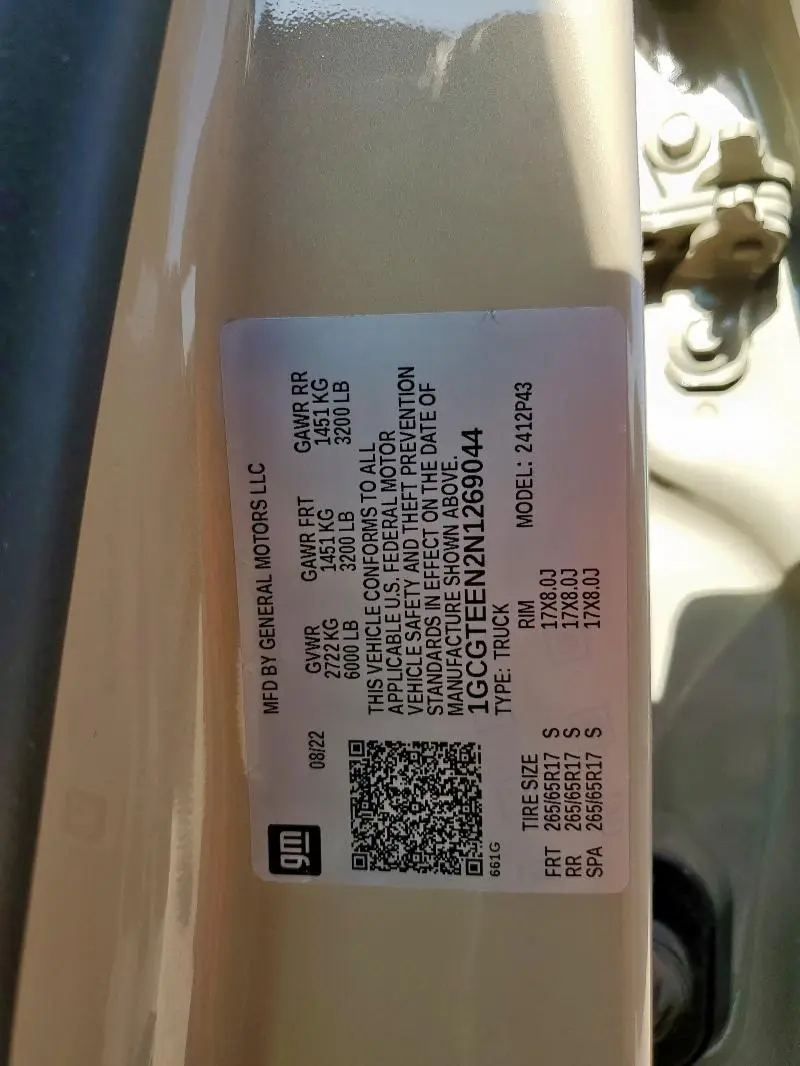 gm
MFD BY GENERAL MOTORS LLC
08/22
GVWR GAWR FRT GAWR RR
2722 KG 1451 KG 1451 KG
6000 LB 3200 LB 3200 LB
THIS VEHICLE CONFORMS TO ALL
APPLICABLE U.S. FEDERAL MOTOR
VEHICLE SAFETY AND THEFT PREVENTION
STANDARDS IN EFFECT ON THE DATE OF
MANUFACTURE SHOWN ABOVE.
1GCGTEEN2N1269044
661G
TYPE: TRUCK MODEL: 2412P43
TIRE SIZE RIM
FRT 265/65R17 S 17X8.0J
RR 265/65R17 S 17X8.0J
SPA 265/65R17 S 17X8.0J